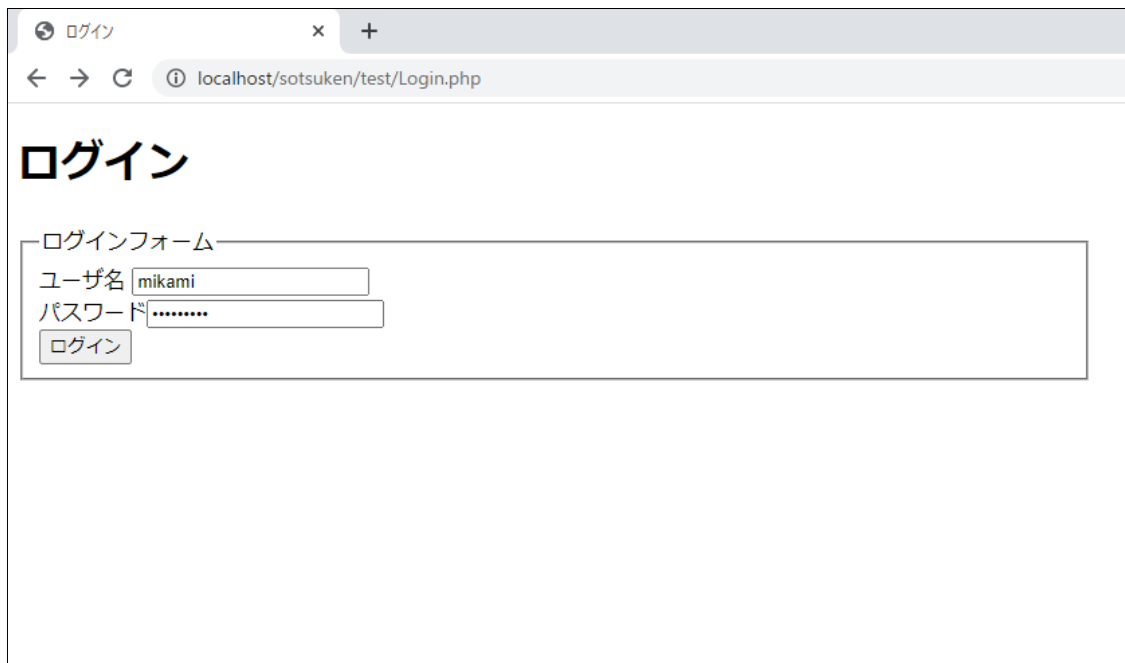 ログイン
localhost/sotsuken/test/Login.php
ログイン
ログインフォーム
ユーザ名 mikami
パスワード •••••••••
ログイン